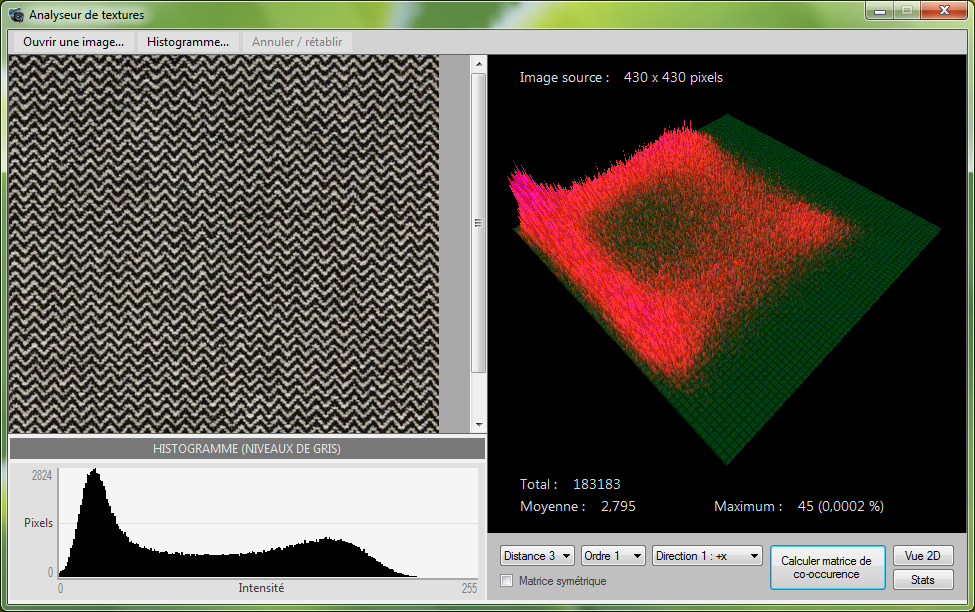 Analyseur de textures
Ouvrir une image... Histogramme... Annuler / rétablir
Image source : 430 x 430 pixels
HISTOGRAMME (NIVEAUX DE GRIS)
2824
Pixels
0
0 Intensité 255
Total : 183183
Moyenne : 2,795 Maximum : 45 (0,0002 %)
Distance 3 Ordre 1 Direction 1 : +x
Matrice symétrique
Calculer matrice de
co-occurence
Vue 2D
Stats